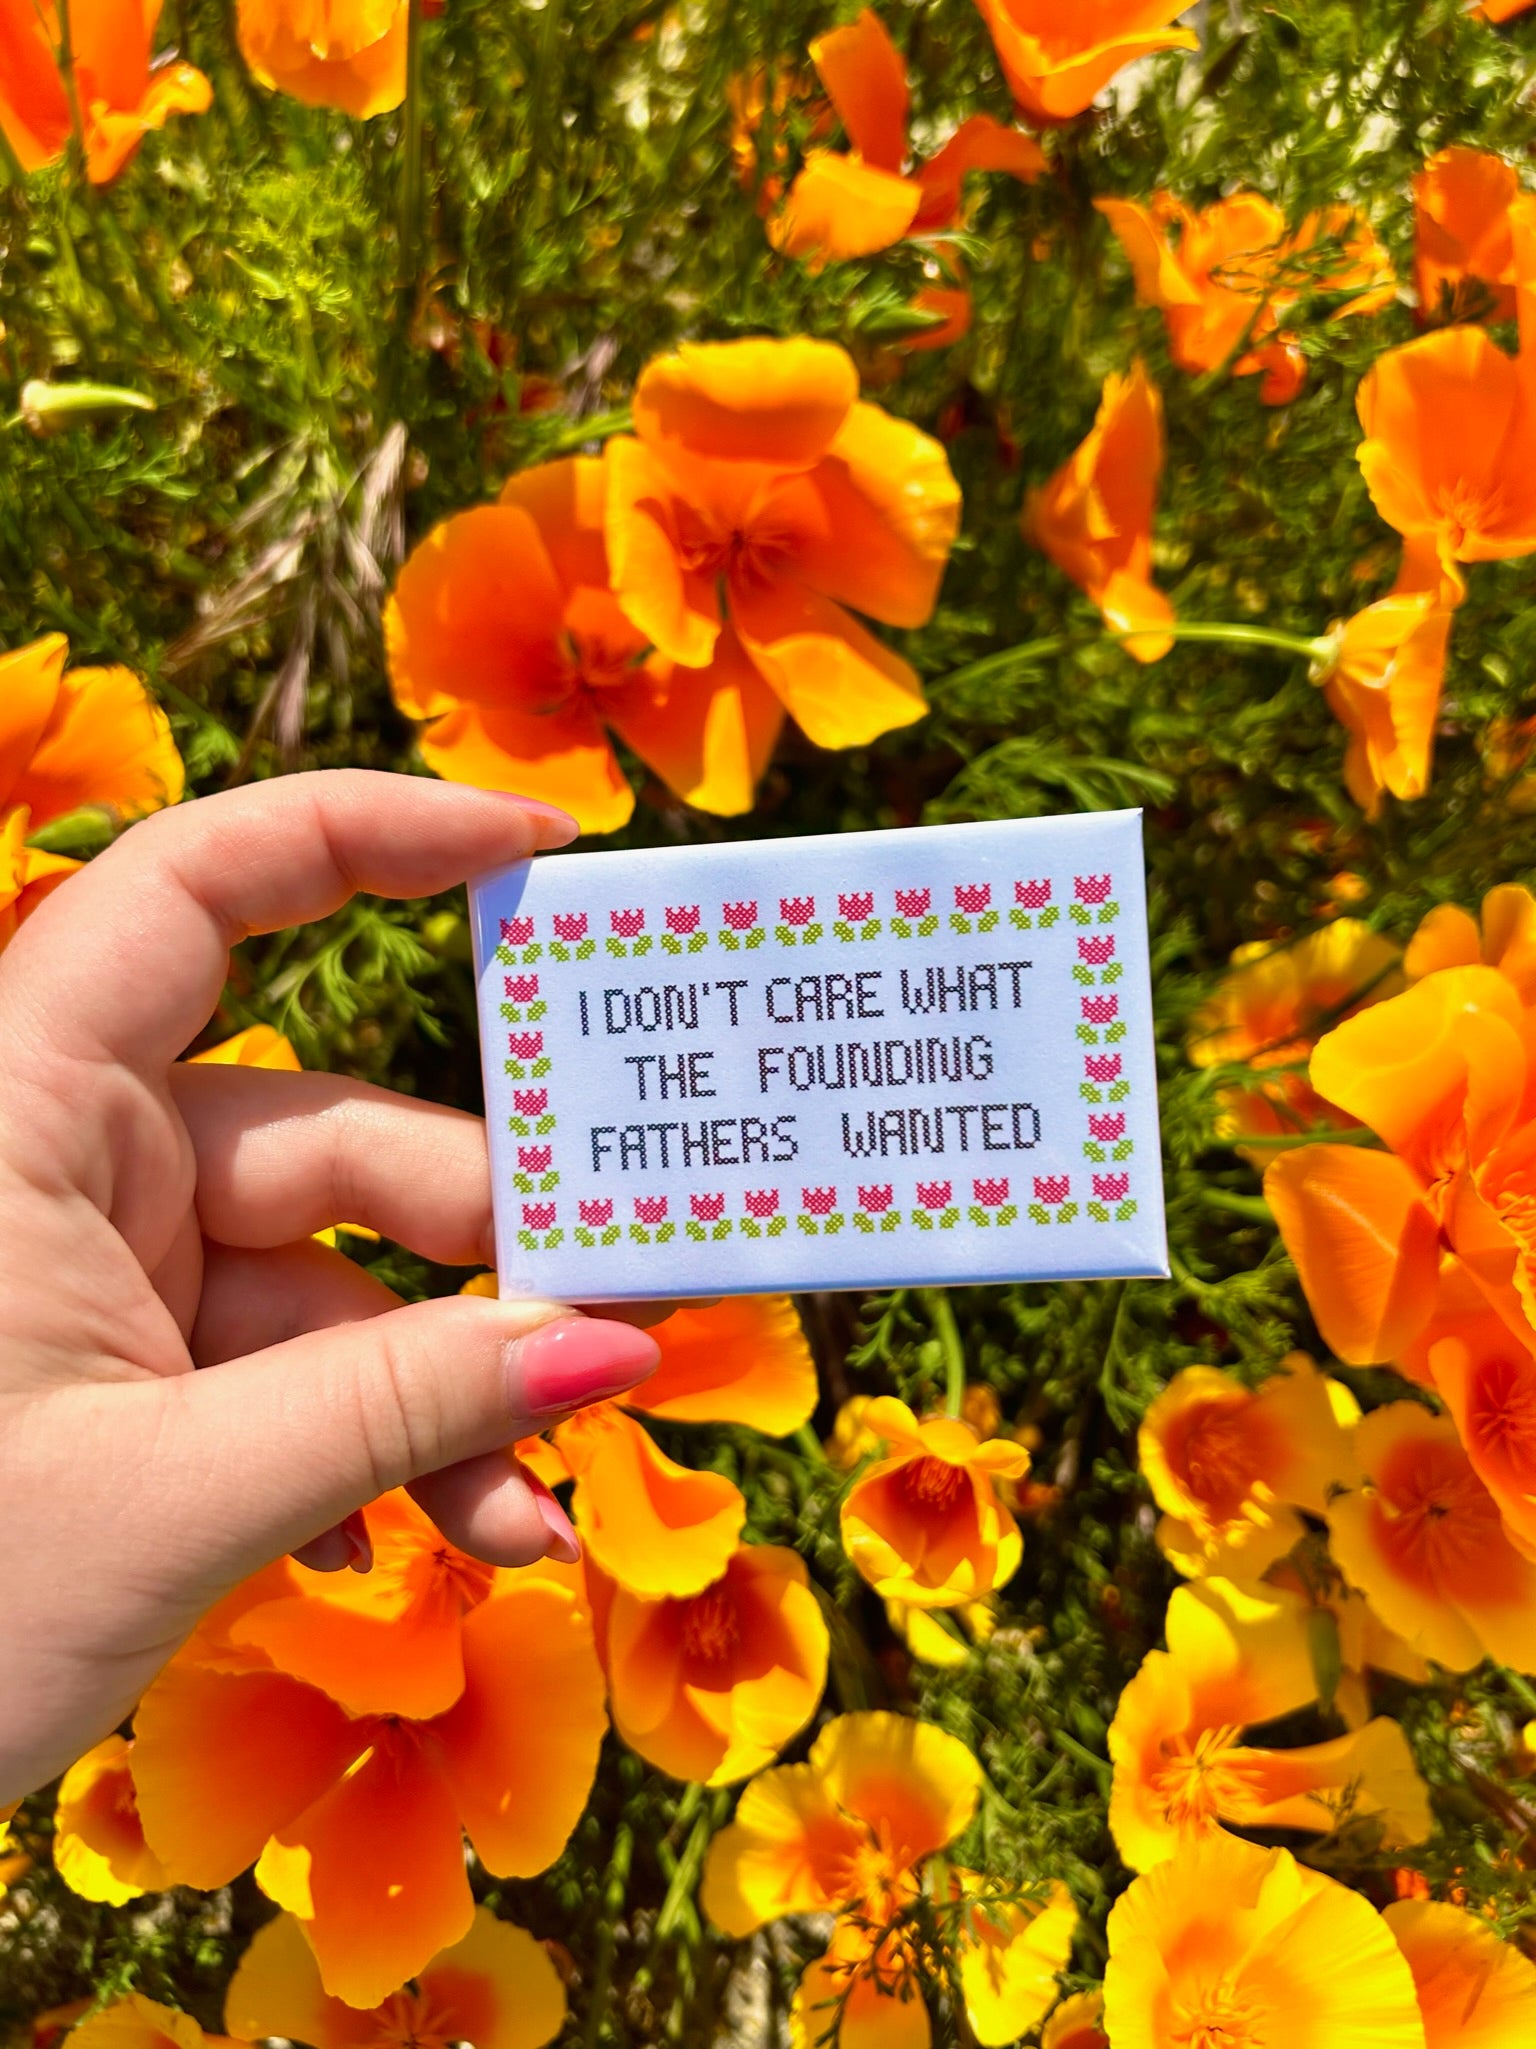 I DON'T CARE WHAT
THE FOUNDING
FATHERS WANTED